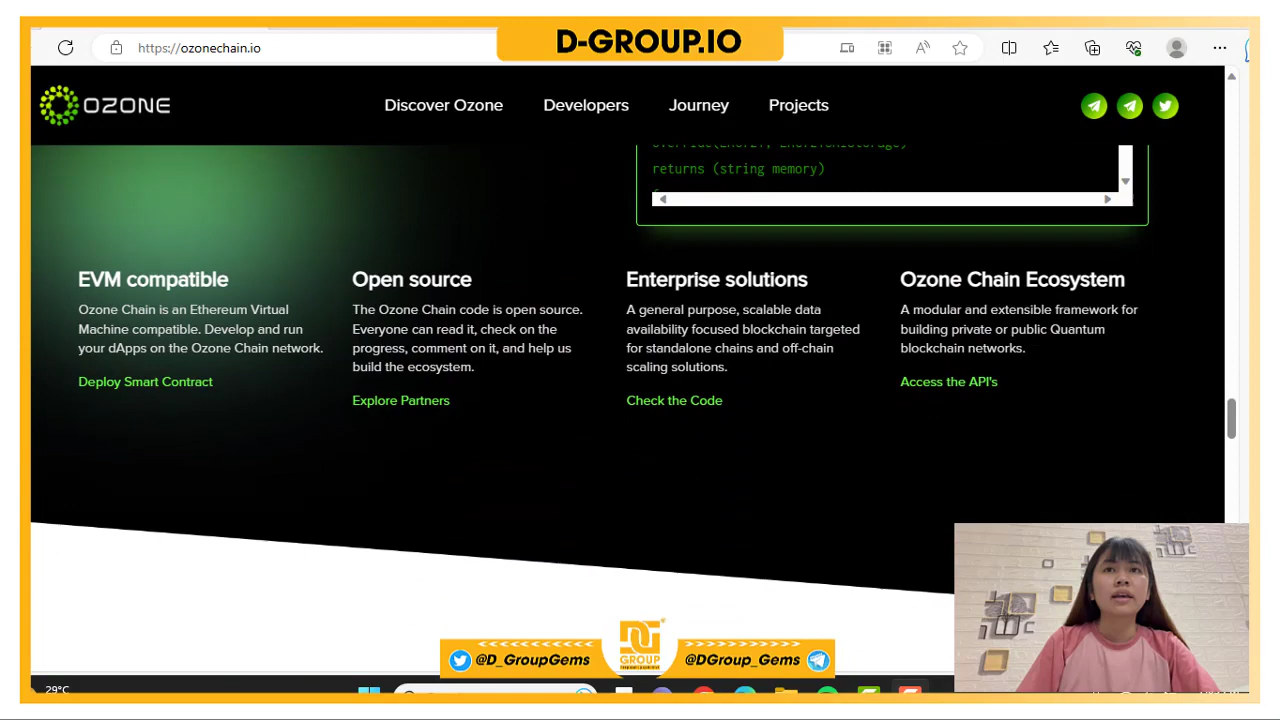 D-GROUP.IO
https://ozonechain.io
OZONE
Discover Ozone
Developers
Journey
Projects
returns (string memory)
EVM compatible
Ozone Chain is an Ethereum Virtual
Machine compatible. Develop and run
your dApps on the Ozone Chain network.
Deploy Smart Contract
Open source
The Ozone Chain code is open source.
Everyone can read it, check on the
progress, comment on it, and help us
build the ecosystem.
Explore Partners
Enterprise solutions
A general purpose, scalable data
availability focused blockchain targeted
for standalone chains and off-chain
scaling solutions.
Check the Code
Ozone Chain Ecosystem
A modular and extensible framework for
building private or public Quantum
blockchain networks.
Access the API's
@D_GroupGems
GROUP
@DGroup_Gems
29°C